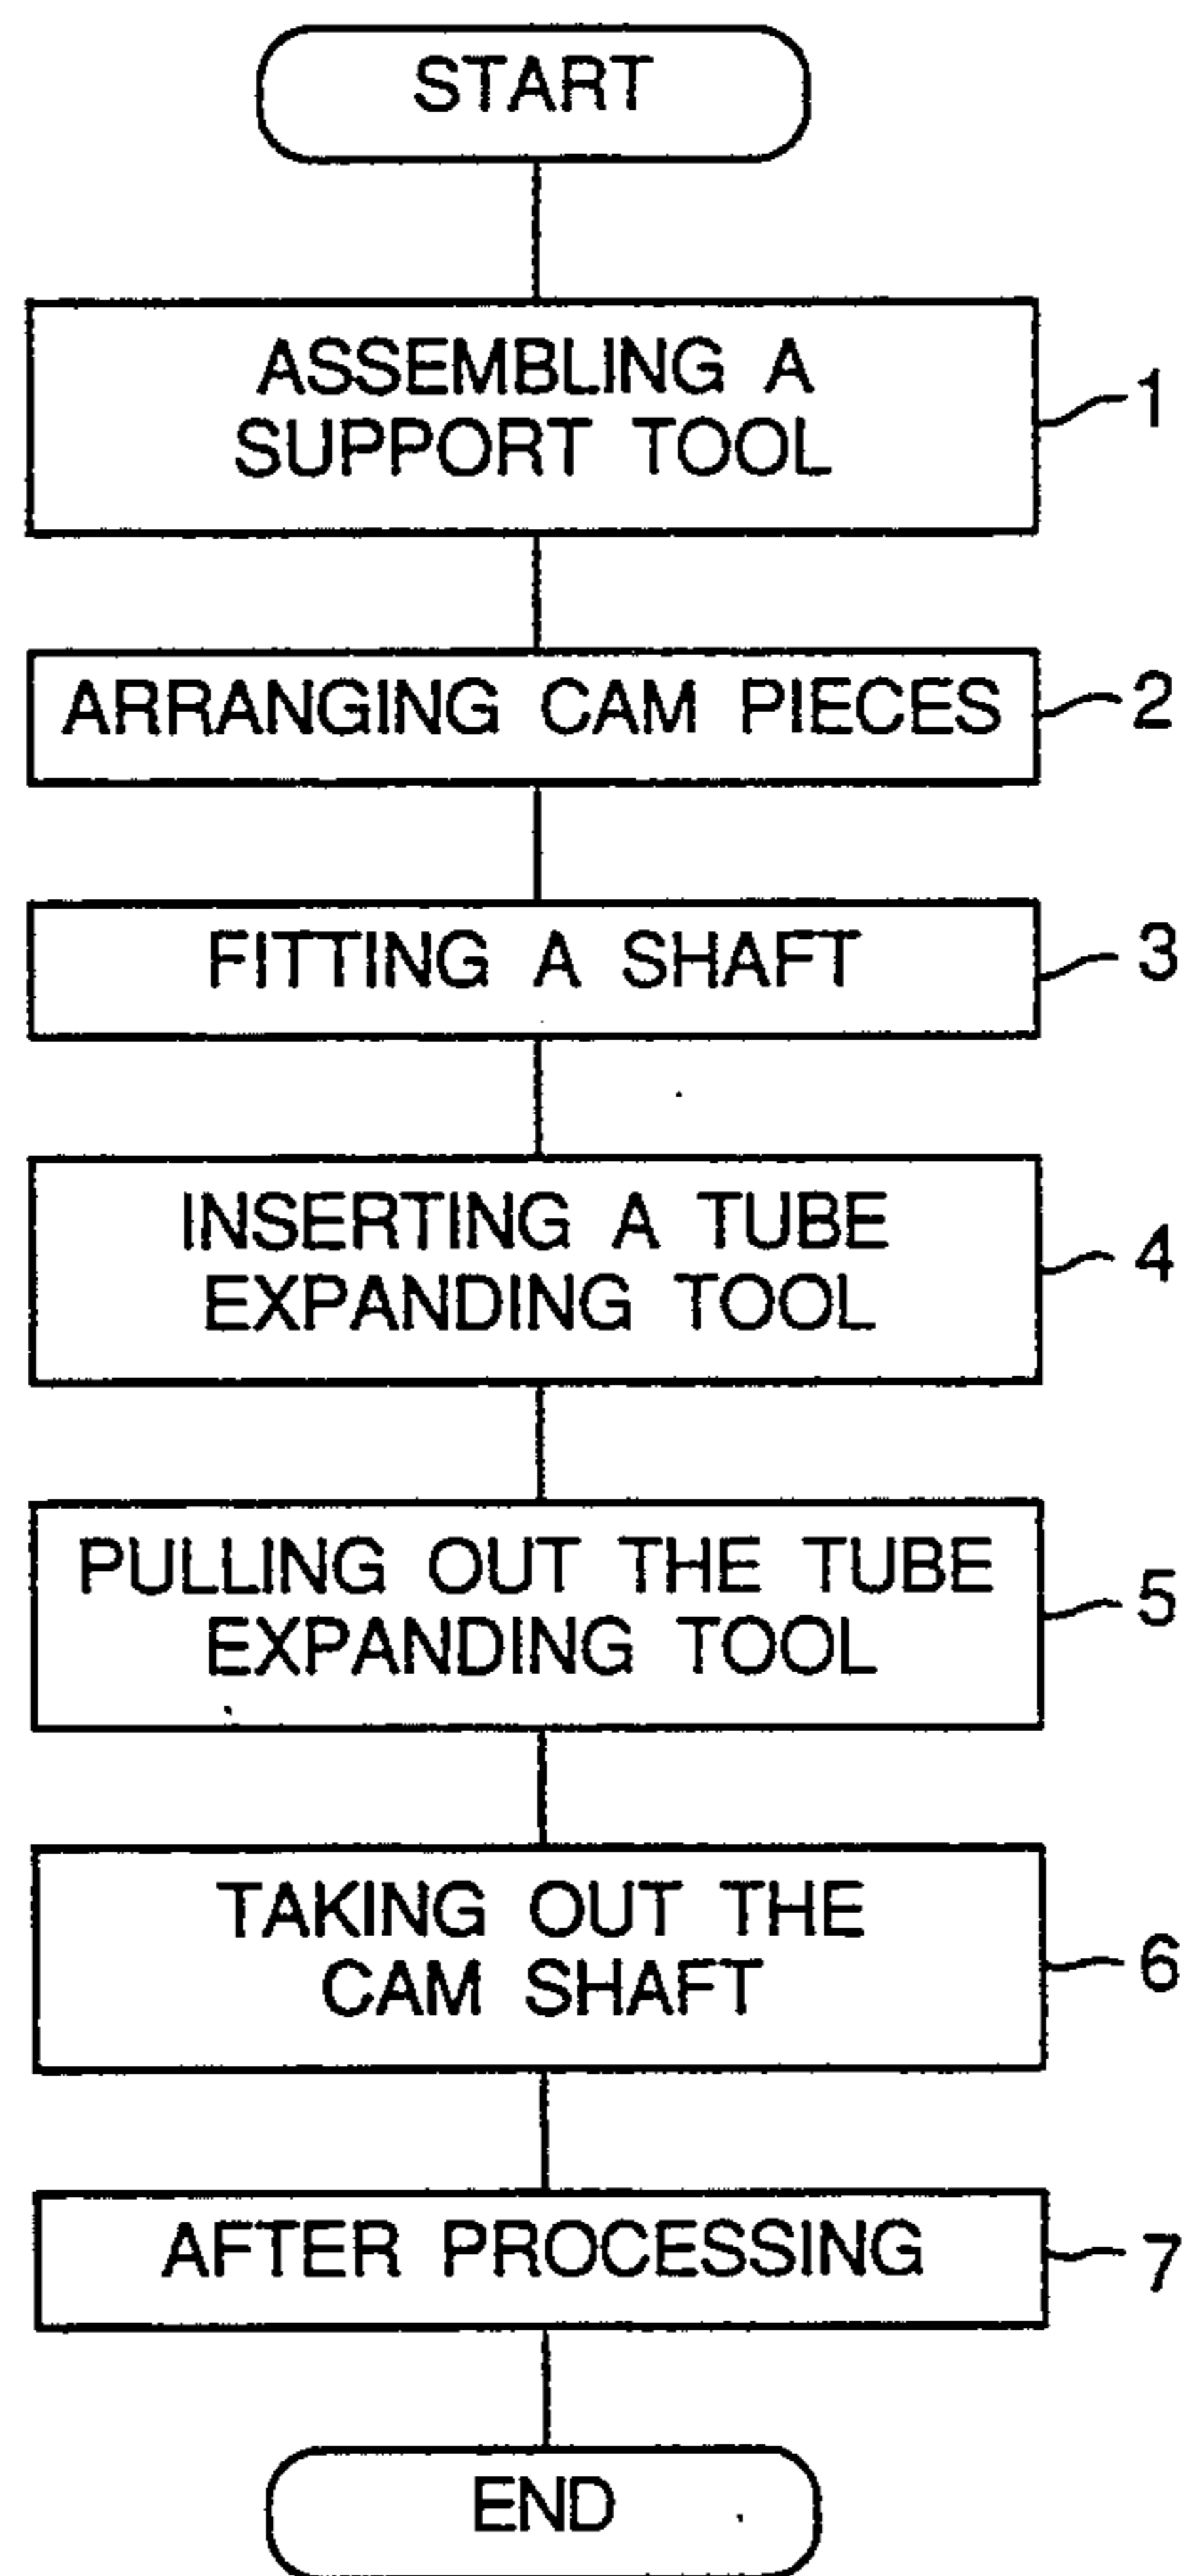 START
ASSEMBLING A
SUPPORT TOOL
1
ARRANGING CAM PIECES
2
FITTING A SHAFT
3
INSERTING A TUBE
EXPANDING TOOL
4
PULLING OUT THE TUBE
EXPANDING TOOL
5
TAKING OUT THE
CAM SHAFT
6
AFTER PROCESSING
7
END